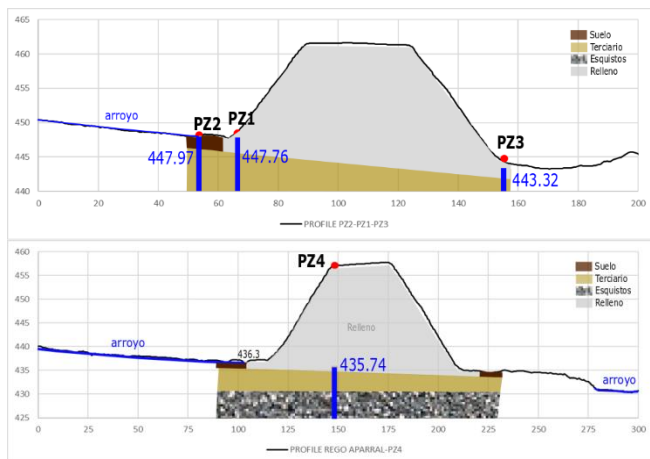 465
460
455
450
445
440
0
20
40
60
80
100
120
140
160
180
200
arroyo
PZ2
PZ1
PZ3
447.97
447.76
443.32
Suelo
Terciario
Esquistos
Relleno
PROFILE PZ2-PZ1-PZ3
460
455
450
445
440
435
430
425
0
25
50
75
100
125
150
175
200
225
250
275
300
PZ4
arroyo
436.3
Relleno
435.74
arroyo
Suelo
Terciario
Esquistos
Relleno
PROFILE REGO APARRAL-PZ4